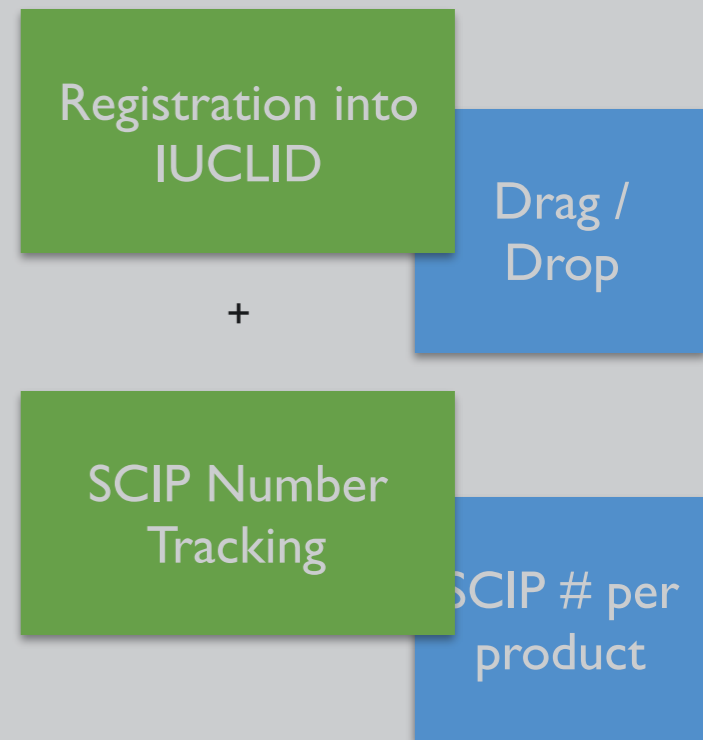 Registration into
IUCLID
Drag /
Drop
+
SCIP Number
Tracking
SCIP # per
product